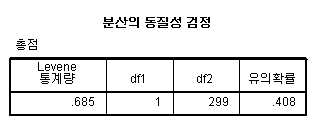 분산의 동질성 검정
총점
Levene
통계량 df1 df2 유의확률
.685 1 299 .408